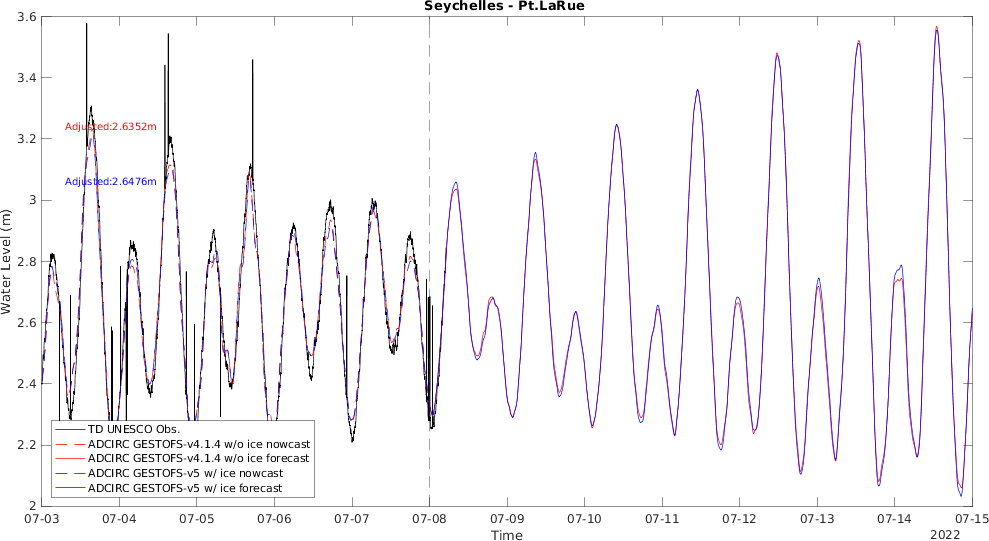 Seychelles - Pt.LaRue
3.6
3.4
3.2
3
2.8
2.6
2.4
2.2
2
Water Level (m)
Adjusted:2.6352m
Adjusted:2.6476m
TD UNESCO Obs.
ADCIRC GESTOFS-v4.1.4 w/o ice nowcast
ADCIRC GESTOFS-v4.1.4 w/o ice forecast
ADCIRC GESTOFS-v5 w/ ice nowcast
ADCIRC GESTOFS-v5 w/ ice forecast
07-03 07-04 07-05 07-06 07-07 07-08 07-09 07-10 07-11 07-12 07-13 07-14 07-15
Time
2022